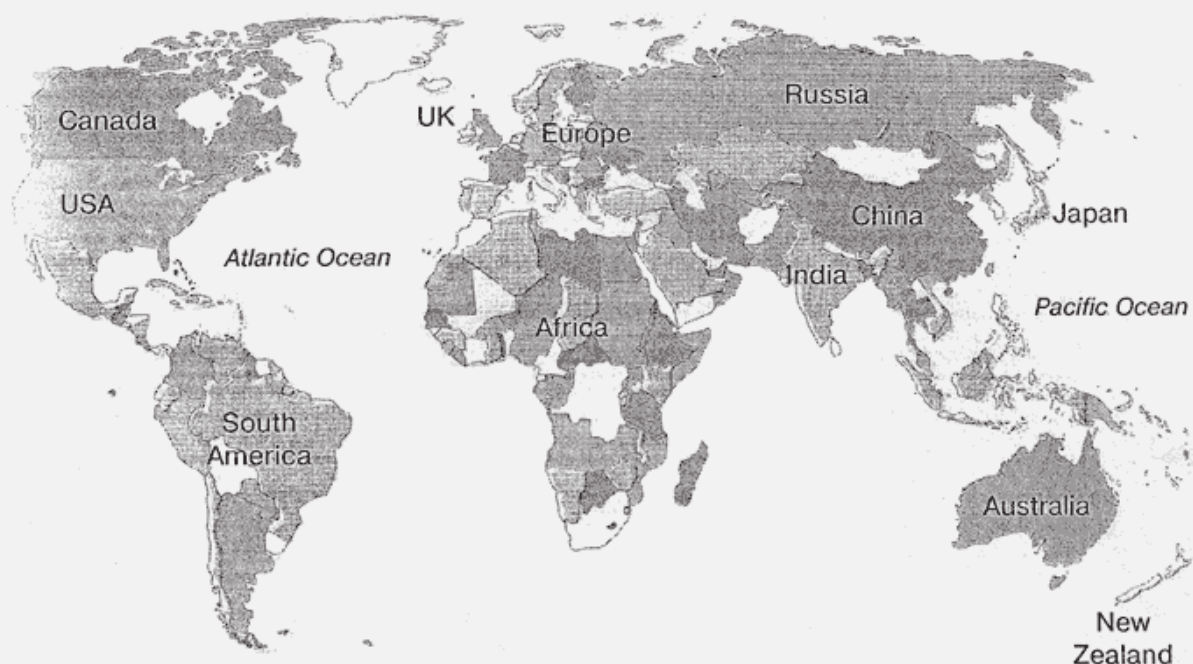 Canada
UK
Europe
Russia
USA
China
Japan
Atlantic Ocean
India
Pacific Ocean
Africa
South
America
Australia
New
Zealand